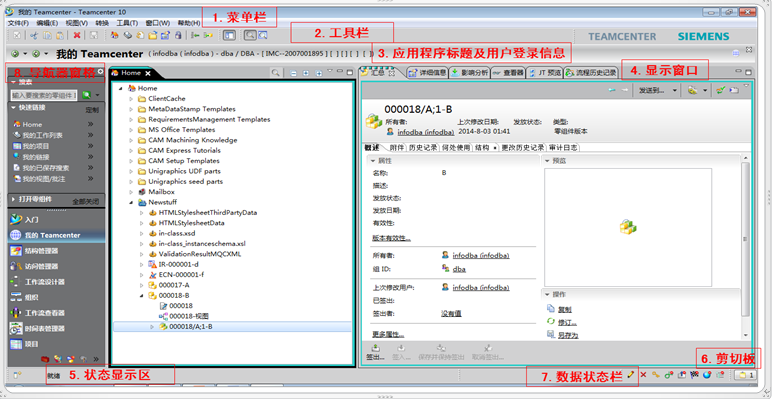 我的 Teamcenter - Teamcenter 10
1. 菜单栏
文件(F) 编辑(E) 视图(V) 转换 工具(T) 窗口(W) 帮助(H)
2. 工具栏
TEAMCENTER SIEMENS
我的 Teamcenter ( infodba ( infodba ) - dba / DBA - [ IMC--2007001895 ] [ ] [ ] [ ] [ ] )
3. 应用程序标题及用户登录信息
4. 显示窗口
8. 导航器窗格
搜索
输入要搜索的零组件
快速链接 定制
Home
我的工作列表
我的项目
我的链接
我的已保存搜索
我的视图/批注
打开零组件 全部关闭
入门
我的 Teamcenter
结构管理器
访问管理器
工作流设计器
组织
工作流查看器
时间表管理器
项目
Home
Home
ClientCache
MetaDataStamp Templates
RequirementsManagement Templates
MS Office Templates
CAM Machining Knowledge
CAM Express Tutorials
CAM Setup Templates
Unigraphics UDF parts
Unigraphics seed parts
Mailbox
Newstuff
HTMLStylesheetThirdPartyData
HTMLStylesheetData
in-class.xsd
in-class_instanceschema.xsl
ValidationResultMQCXML
IR-000001-d
ECN-000001-f
000017-A
000018-B
000018
000018-视图
000018/A;1-B
汇总 详细信息 影响分析 查看器 JT 预览 流程历史记录
发送到...
000018/A;1-B
所有者: 上次修改日期: 发放状态: 类型:
infodba (infodba) 2014-8-03 01:41 零组件版本
概述 附件 历史记录 何处使用 结构 更改历史记录 审计日志
属性
名称: B
描述:
发放状态:
发放日期:
有效性:
版本有效性...
所有者: infodba (infodba)
组 ID: dba
上次修改用户: infodba (infodba)
已签出:
签出者: 没有值
更多属性...
预览
操作
复制
修订...
另存为
签出... 签入... 保存并保持签出 取消签出...
6. 剪切板
就绪
5. 状态显示区
7. 数据状态栏
1